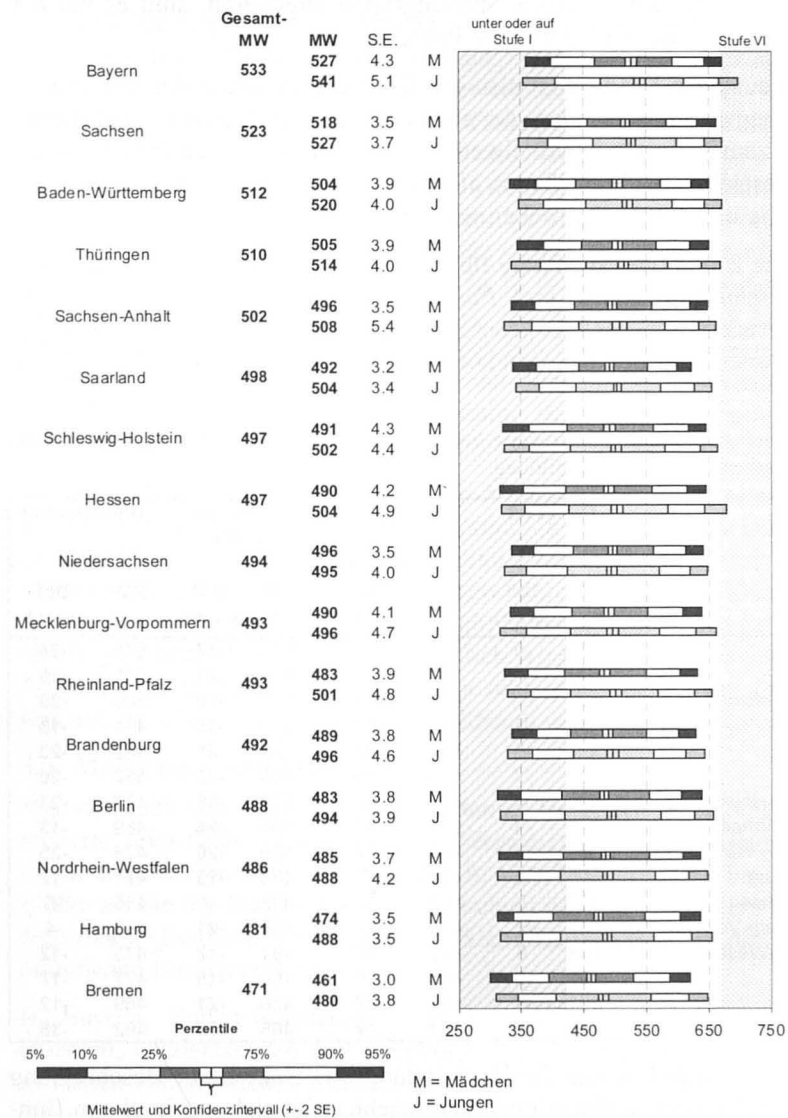 unter oder auf
Gesamt- Stufe I Stufe VI
MW MW S.E.
Bayern 533 527 4.3 M
541 5.1 J
Sachsen 523 518 3.5 M
527 3.7 J
Baden-Württemberg 512 504 3.9 M
520 4.0 J
Thüringen 510 505 3.9 M
514 4.0 J
Sachsen-Anhalt 502 496 3.5 M
508 5.4 J
Saarland 498 492 3.2 M
504 3.4 J
Schleswig-Holstein 497 491 4.3 M
502 4.4 J
Hessen 497 490 4.2 M
504 4.9 J
Niedersachsen 494 496 3.5 M
495 4.0 J
Mecklenburg-Vorpommern 493 490 4.1 M
496 4.7 J
Rheinland-Pfalz 493 483 3.9 M
501 4.8 J
Brandenburg 492 489 3.8 M
496 4.6 J
Berlin 488 483 3.8 M
494 3.9 J
Nordrhein-Westfalen 486 485 3.7 M
488 4.2 J
Hamburg 481 474 3.5 M
488 3.5 J
Bremen 471 461 3.0 M
480 3.8 J
250 350 450 550 650 750
Perzentile
5% 10% 25% 75% 90% 95%
Mittelwert und Konfidenzintervall (+- 2 SE)
M = Mädchen
J = Jungen